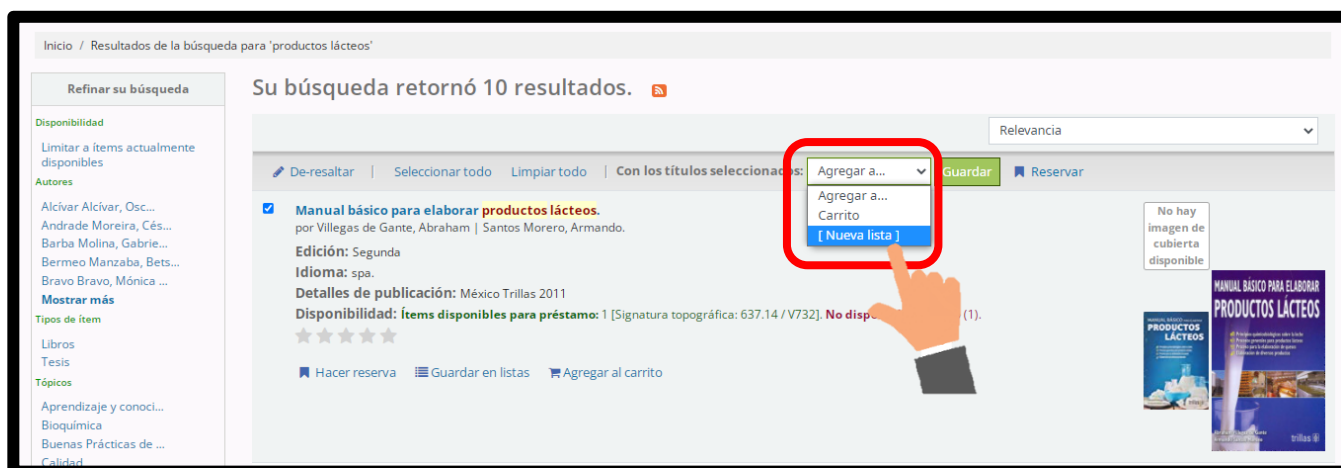 Inicio / Resultados de la búsqueda para 'productos lácteos'
Refinar su búsqueda
Disponibilidad
Limitar a ítems actualmente
disponibles
Autores
Alcívar Alcívar, Osc...
Andrade Moreira, Cés...
Barba Molina, Gabrie...
Bermeo Manzaba, Bets...
Bravo Bravo, Mónica ...
Mostrar más
Tipos de ítem
Libros
Tesis
Tópicos
Aprendizaje y conoci...
Bioquímica
Buenas Prácticas de ...
Calidad
Su búsqueda retornó 10 resultados.
Relevancia
De-resaltar | Seleccionar todo Limpiar todo | Con los títulos seleccionados: Agregar a... Guardar Reservar
Agregar a...
Carrito
[ Nueva lista ]
Manual básico para elaborar productos lácteos.
por Villegas de Gante, Abraham | Santos Morero, Armando.
Edición: Segunda
Idioma: spa.
Detalles de publicación: México Trillas 2011
Disponibilidad: Ítems disponibles para préstamo: 1 [Signatura topográfica: 637.14 / V732]. No (1).
Hacer reserva Guardar en listas Agregar al carrito
No hay
imagen de
cubierta
disponible
PRODUCTOS
LÁCTEOS
MANUAL BÁSICO PARA ELABORAR
PRODUCTOS LÁCTEOS
trillas